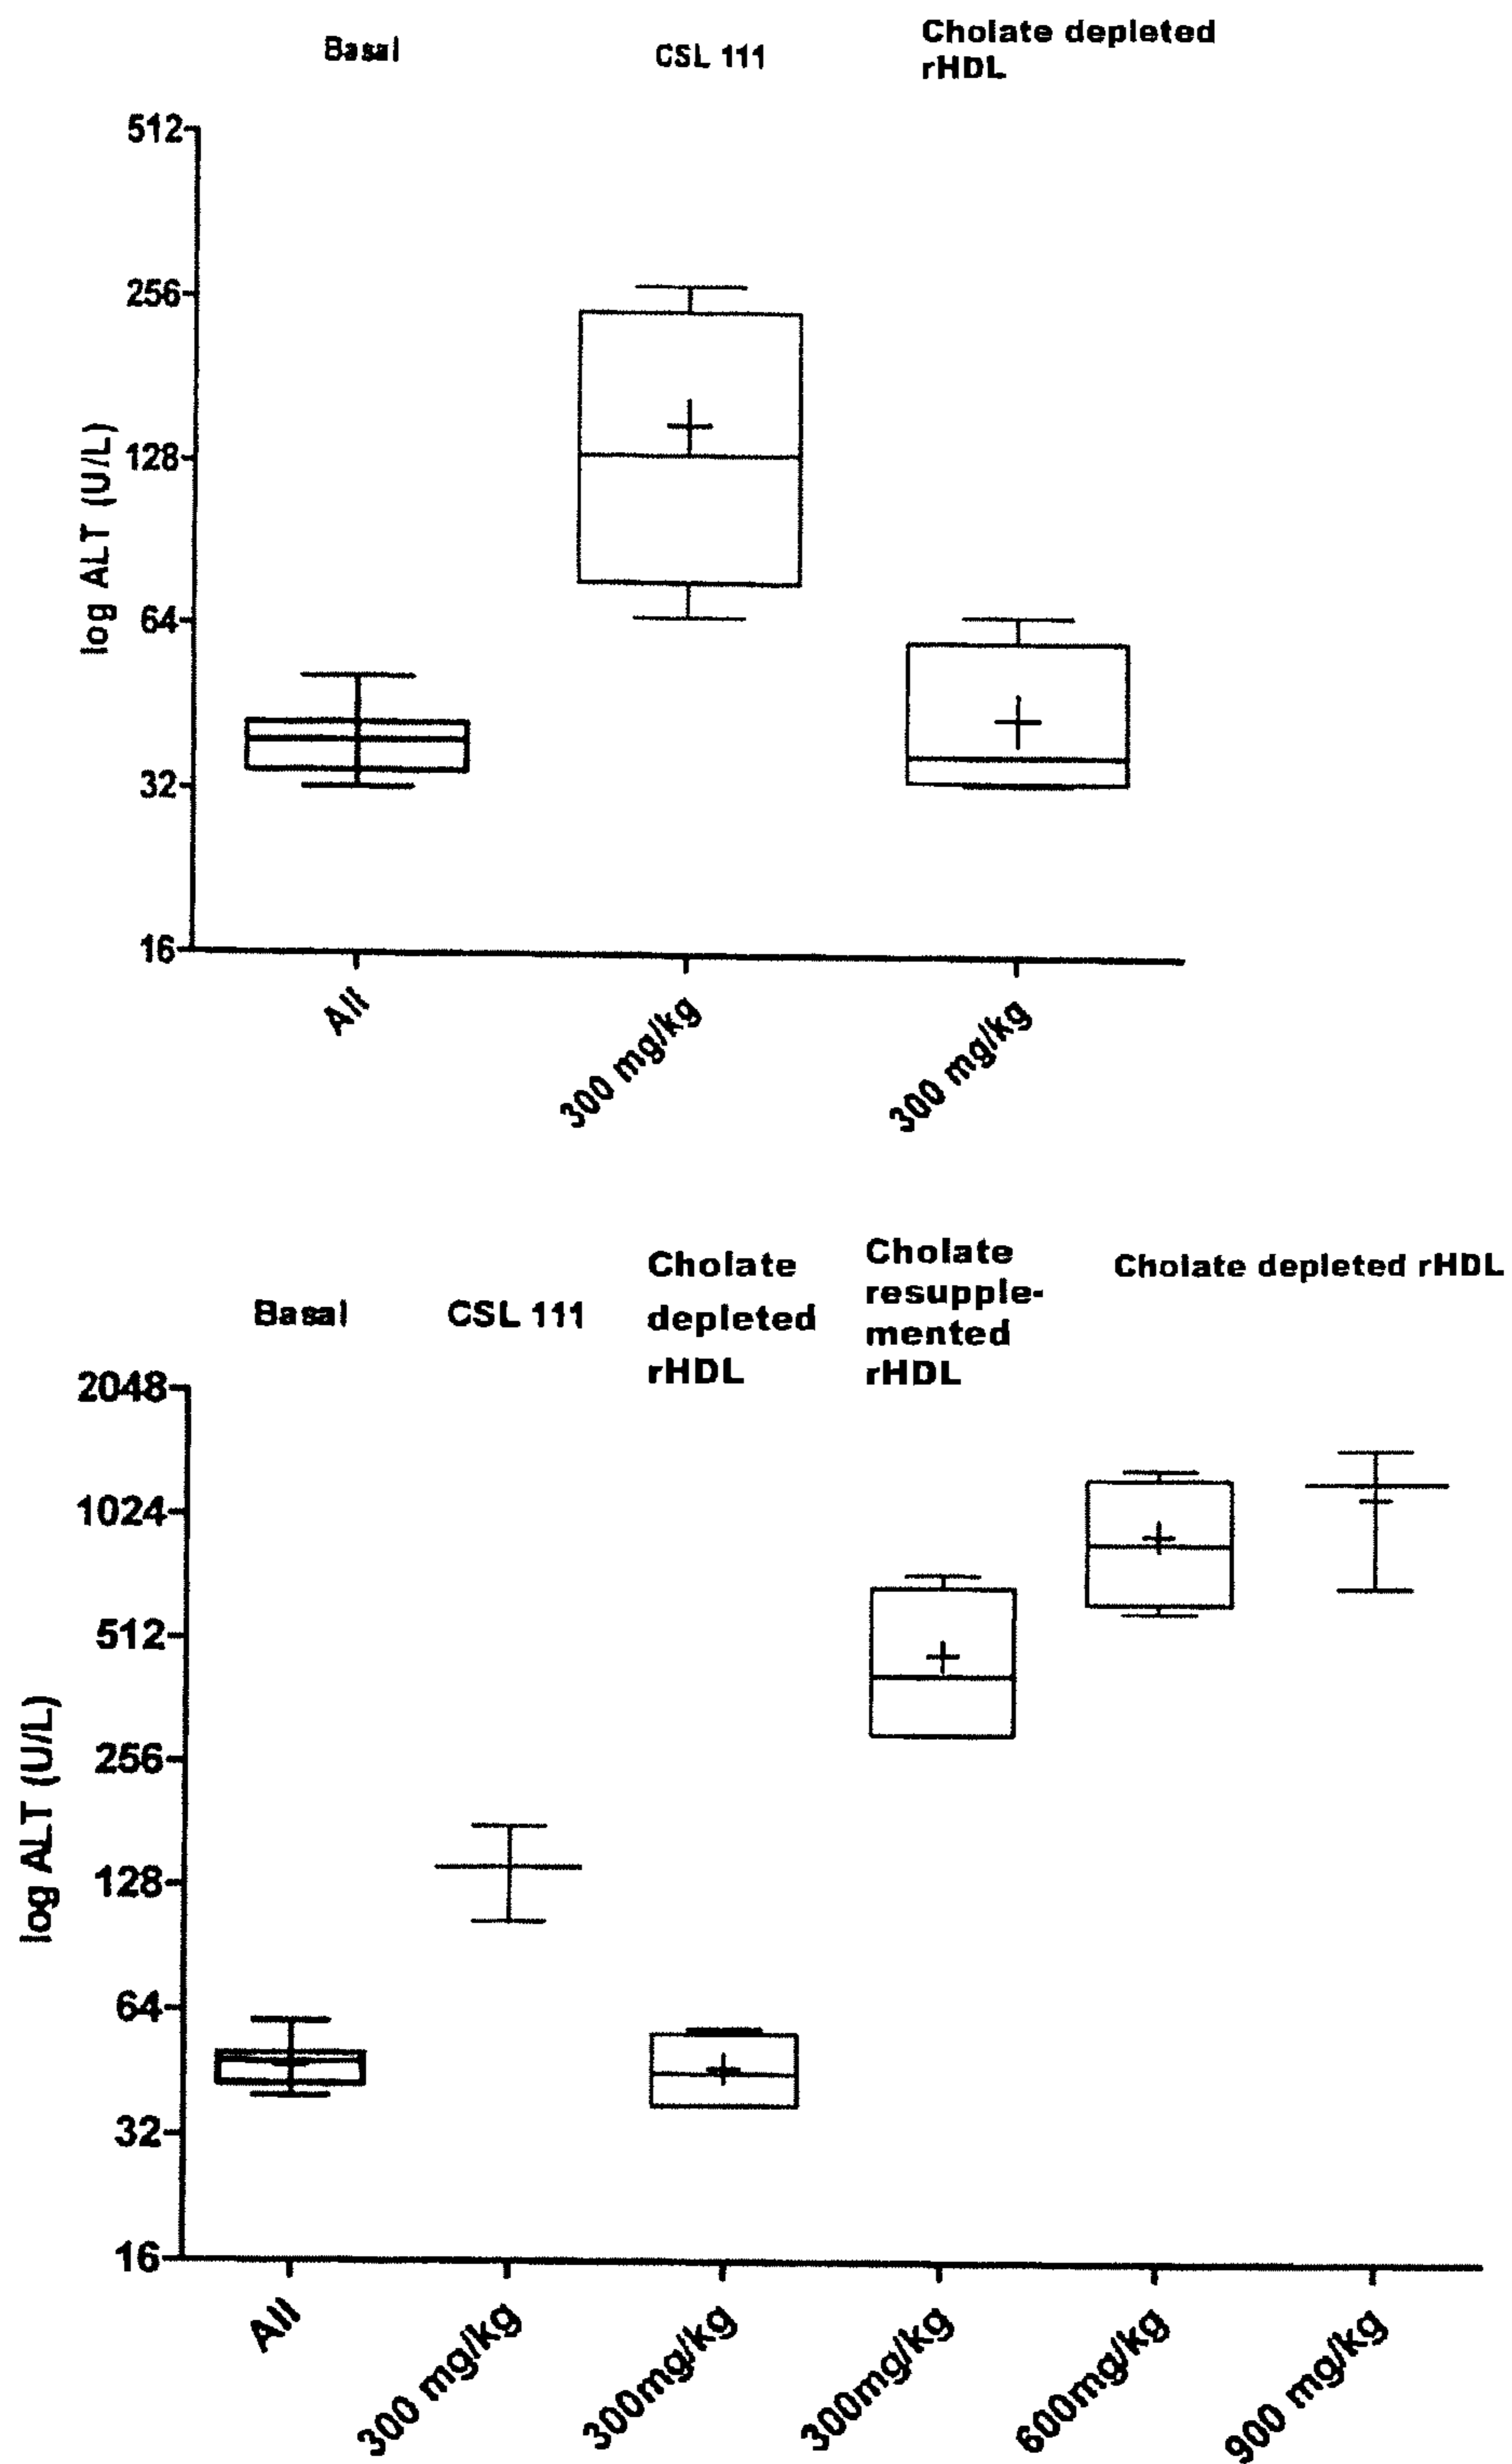 Basal
CSL 111
Cholate depleted
rHDL
512
256
128
64
32
16
log ALT (U/L)
All
300 mg/kg
300 mg/kg
Basal
CSL 111
Cholate
depleted
rHDL
Cholate
resupple-
mented
rHDL
Cholate depleted rHDL
2048
1024
512
256
128
64
32
16
log ALT (U/L)
All
300 mg/kg
300mg/kg
300mg/kg
600mg/kg
900 mg/kg